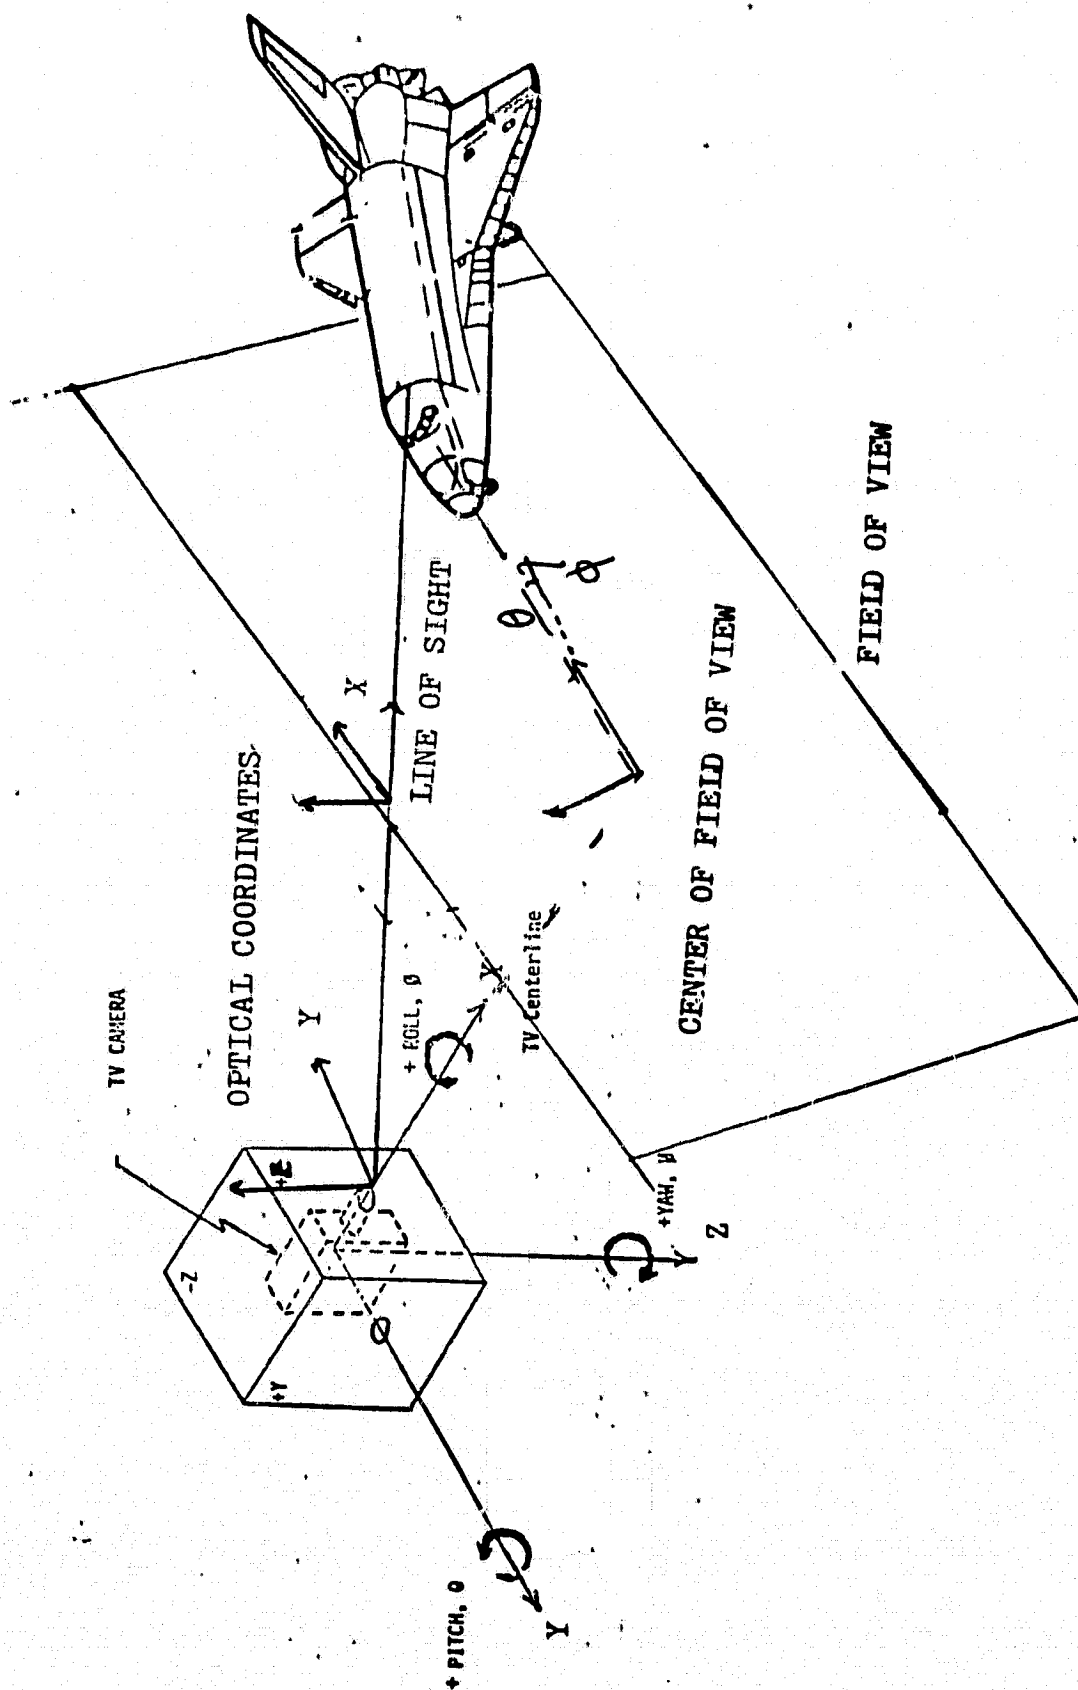 TV CAMERA
OPTICAL COORDINATES
-Z
+Y
Y
X
LINE OF SIGHT
+ ROLL, Ø
X
TV Centerline
θ
φ
CENTER OF FIELD OF VIEW
FIELD OF VIEW
+YAW,
Z
+ PITCH, θ
Y